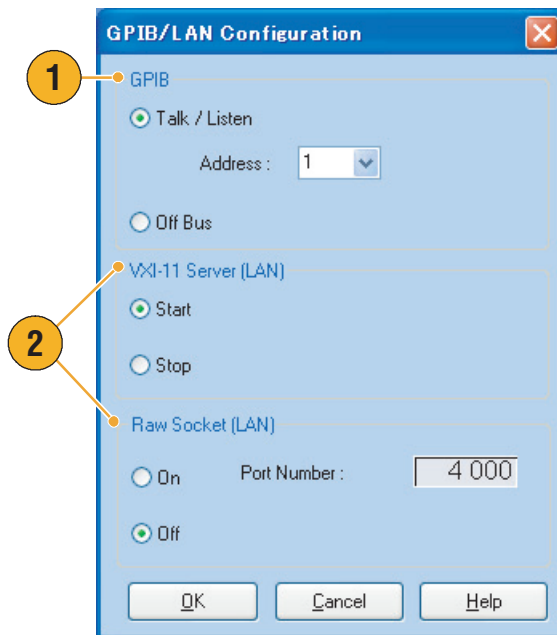 GPIB/LAN Configuration
1
GPIB
Talk / Listen
Address : 1
Off Bus
VXI-11 Server (LAN)
Start
2
Stop
Raw Socket (LAN)
On Port Number : 4 000
Off
OK Cancel Help